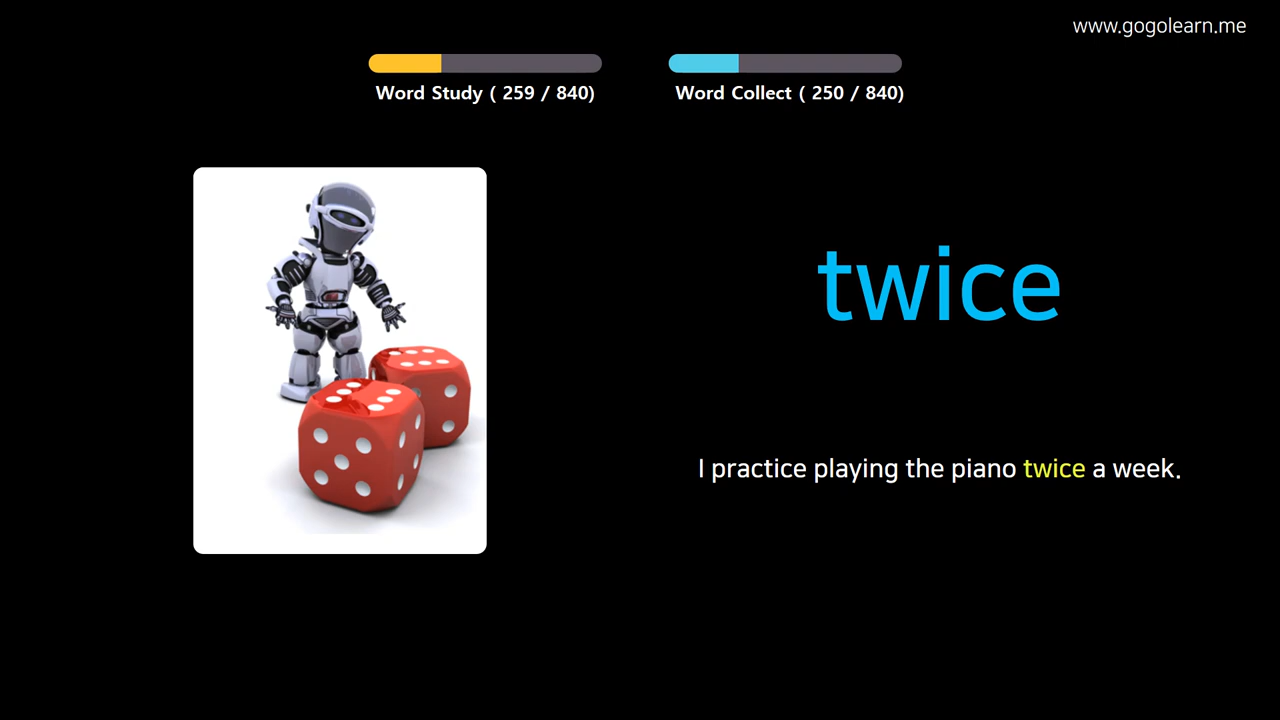 www.gogolearn.me
Word Study ( 259 / 840)
Word Collect ( 250 / 840)
twice
I practice playing the piano twice a week.